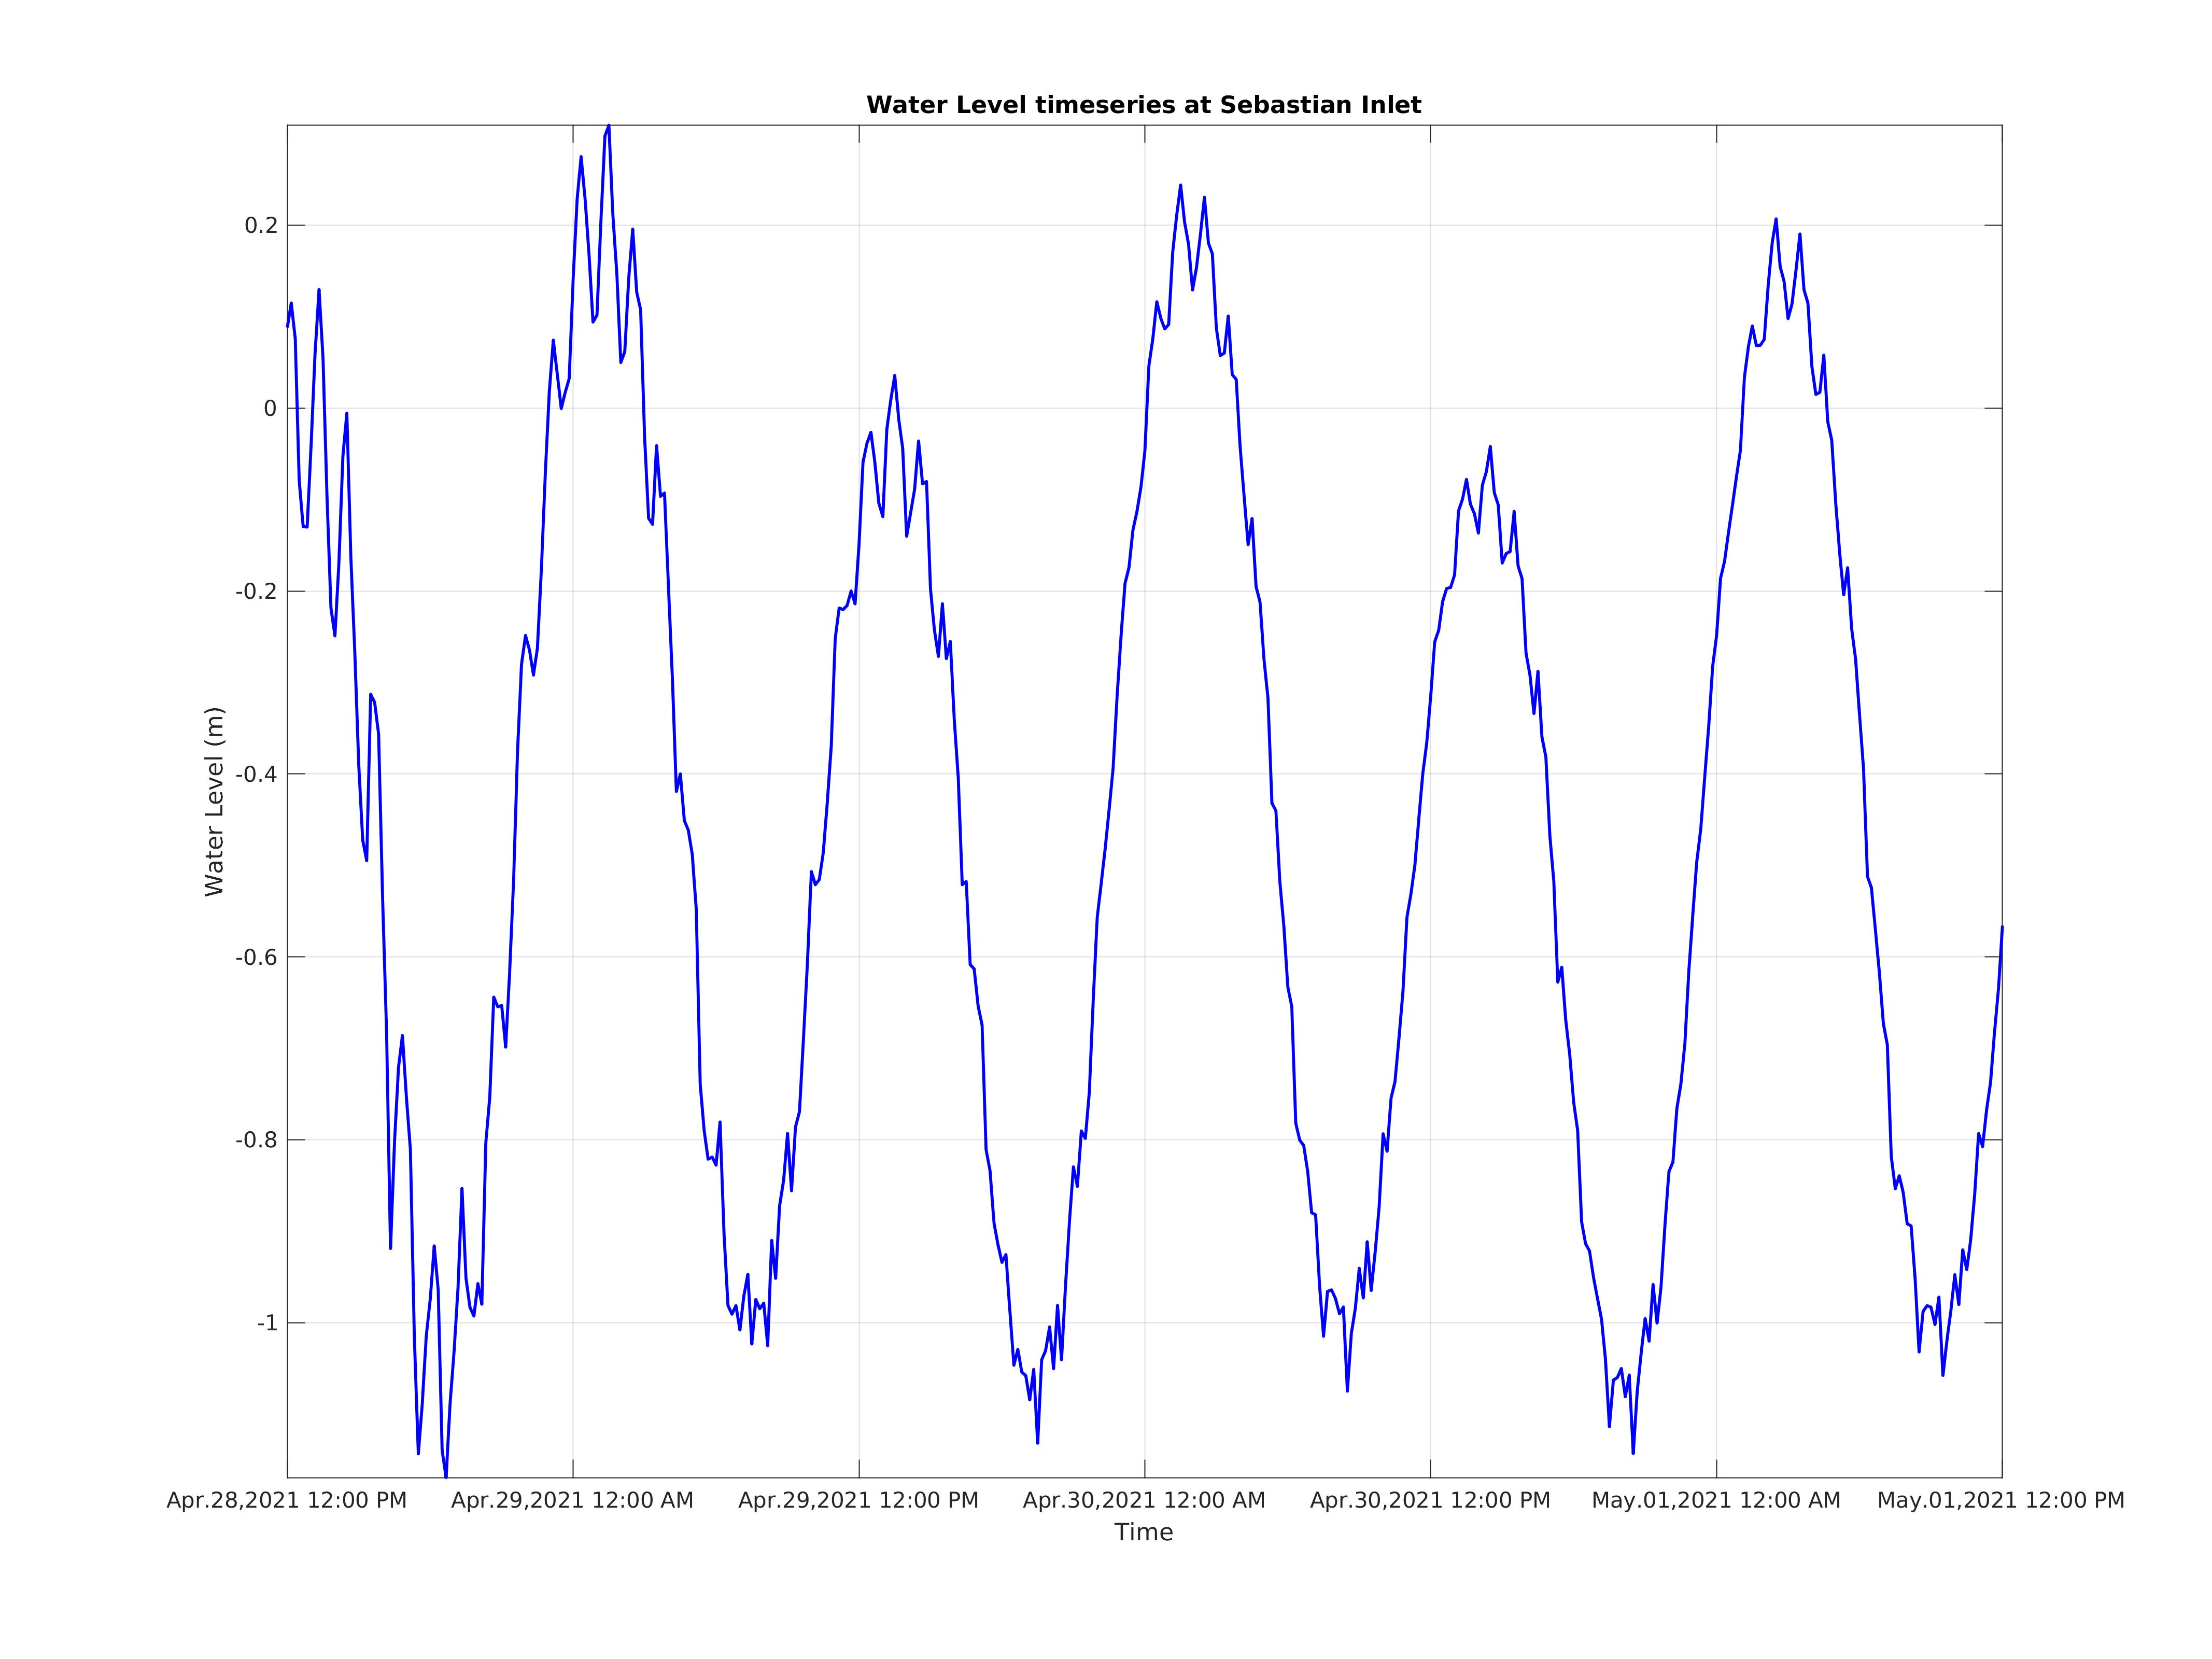 Water Level timeseries at Sebastian Inlet
0.2
0
-0.2
-0.4
-0.6
-0.8
-1
Water Level (m)
Apr.28,2021 12:00 PM
Apr.29,2021 12:00 AM
Apr.29,2021 12:00 PM
Apr.30,2021 12:00 AM
Apr.30,2021 12:00 PM
May.01,2021 12:00 AM
May.01,2021 12:00 PM
Time